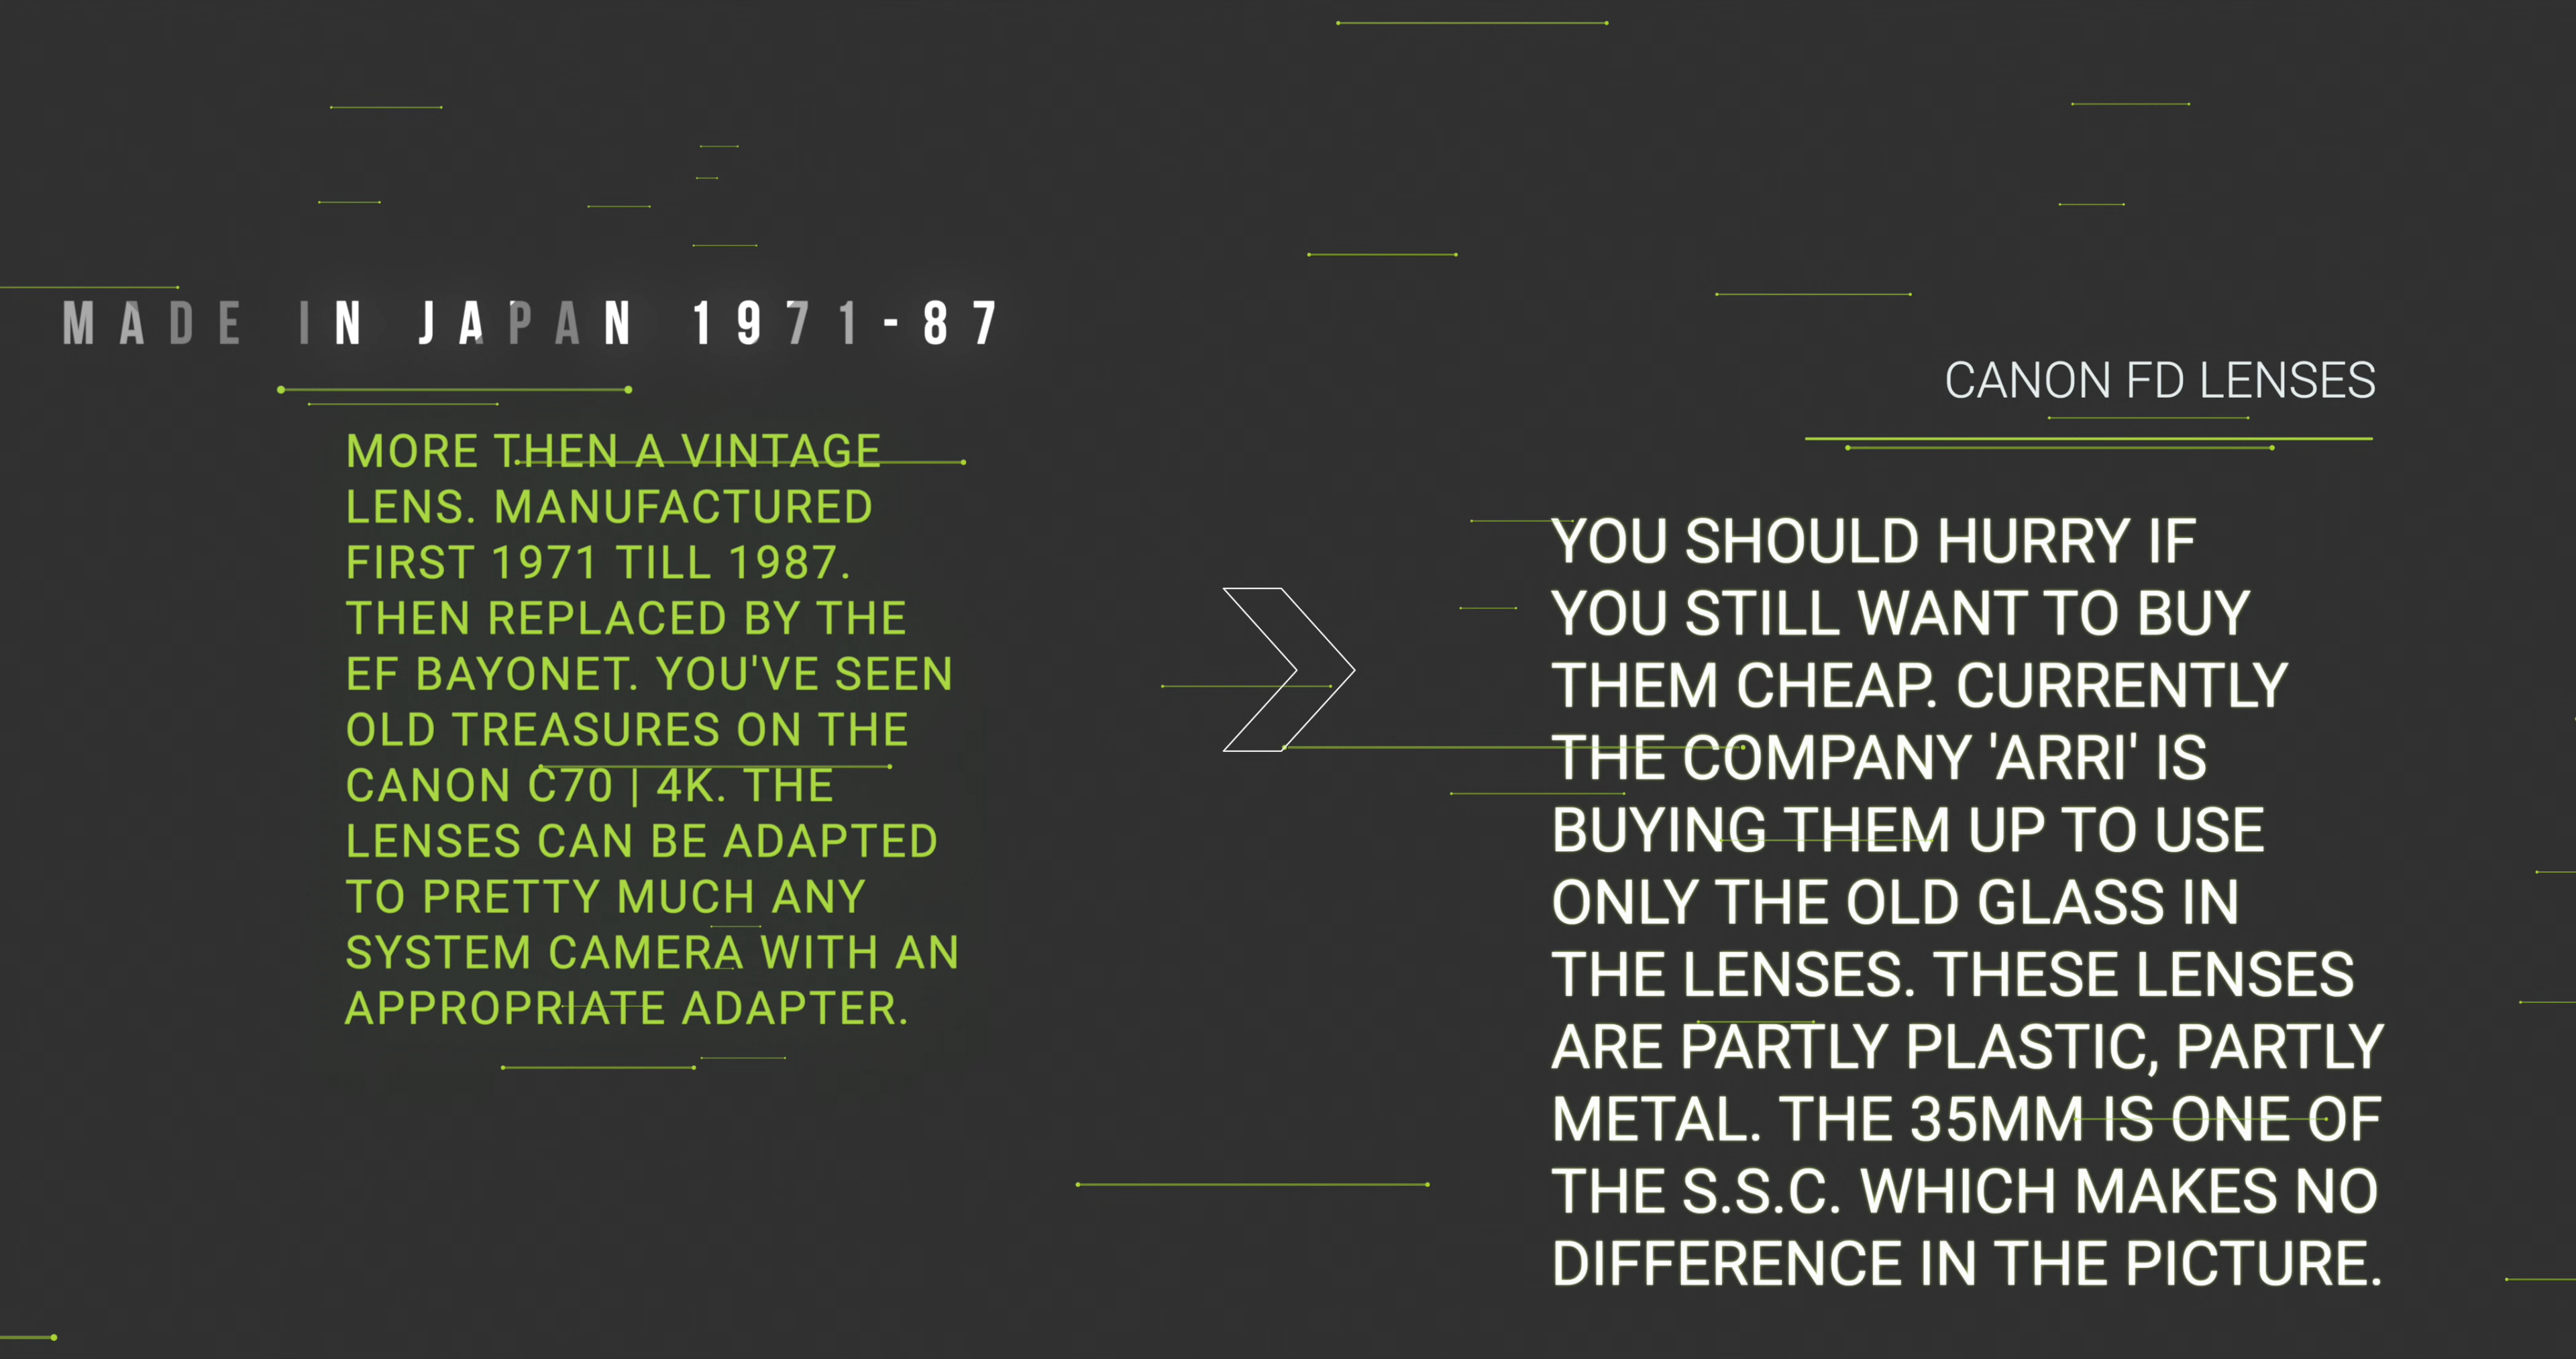 MADE IN JAPAN 1971-87
MORE THEN A VINTAGE
LENS. MANUFACTURED
FIRST 1971 TILL 1987.
THEN REPLACED BY THE
EF BAYONET. YOU'VE SEEN
OLD TREASURES ON THE
CANON C70 | 4K. THE
LENSES CAN BE ADAPTED
TO PRETTY MUCH ANY
SYSTEM CAMERA WITH AN
APPROPRIATE ADAPTER.
CANON FD LENSES
YOU SHOULD HURRY IF
YOU STILL WANT TO BUY
THEM CHEAP. CURRENTLY
THE COMPANY 'ARRI' IS
BUYING THEM UP TO USE
ONLY THE OLD GLASS IN
THE LENSES. THESE LENSES
ARE PARTLY PLASTIC, PARTLY
METAL. THE 35MM IS ONE OF
THE S.S.C. WHICH MAKES NO
DIFFERENCE IN THE PICTURE.